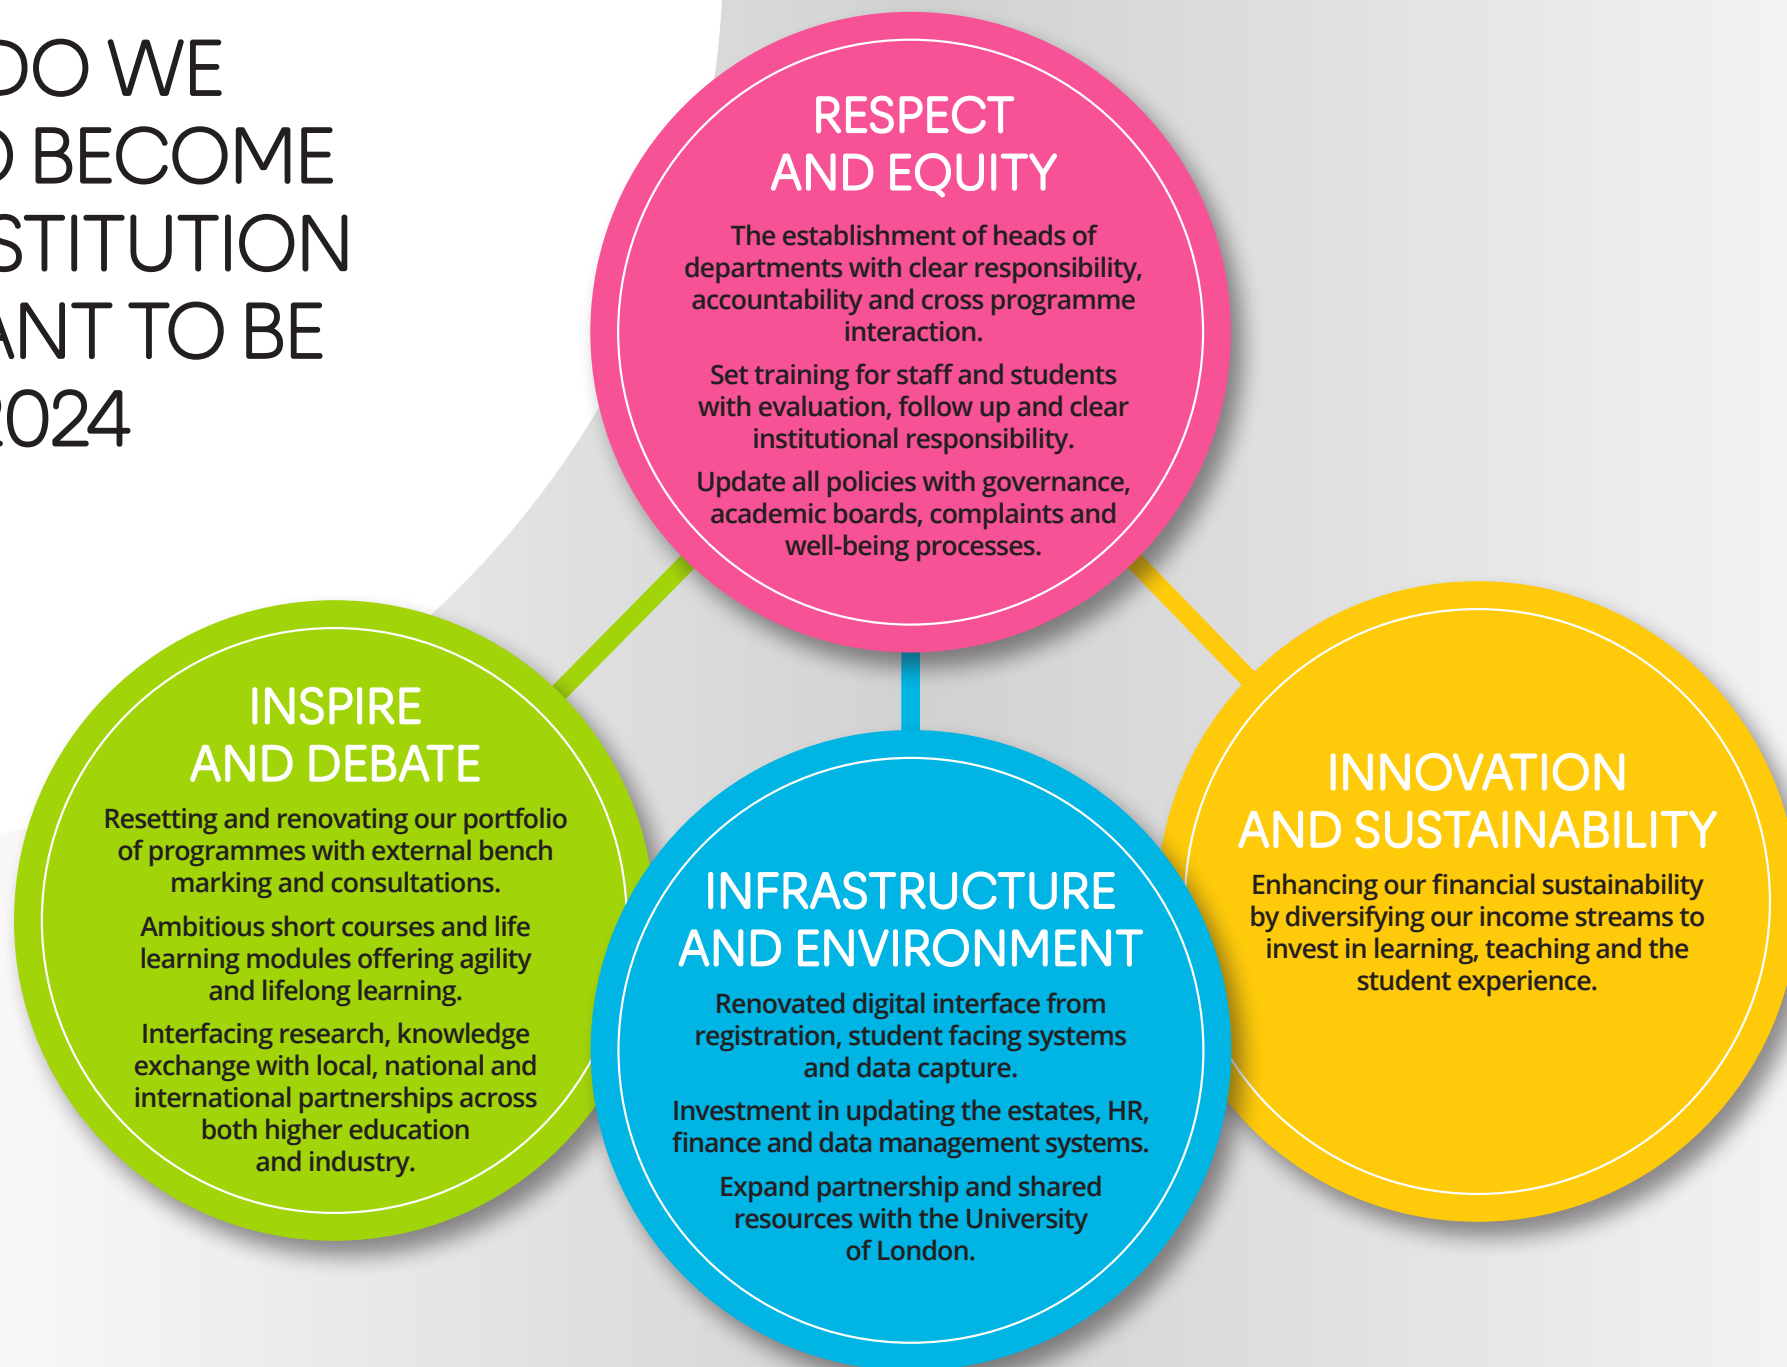 DO WE
BECOME
ANT TO BE
2024
RESPECT
AND EQUITY
The establishment of heads of
departments with clear responsibility,
accountability and cross programme
interaction.
Set training for staff and students
with evaluation, follow up and clear
institutional responsibility.
Update all policies with governance,
academic boards, complaints and
well-being processes.
INSPIRE
AND DEBATE
Resetting and renovating our portfolio
of programmes with external bench
marking and consultations.
Ambitious short courses and life
learning modules offering agility
and lifelong learning.
Interfacing research, knowledge
exchange with local, national and
international partnerships across
both higher education
and industry.
INFRASTRUCTURE
AND ENVIRONMENT
Renovated digital interface from
registration, student facing systems
and data capture.
Investment in updating the estates, HR,
finance and data management systems.
Expand partnership and shared
resources with the University
of London.
INNOVATION
AND SUSTAINABILITY
Enhancing our financial sustainability
by diversifying our income streams to
invest in learning, teaching and the
student experience.